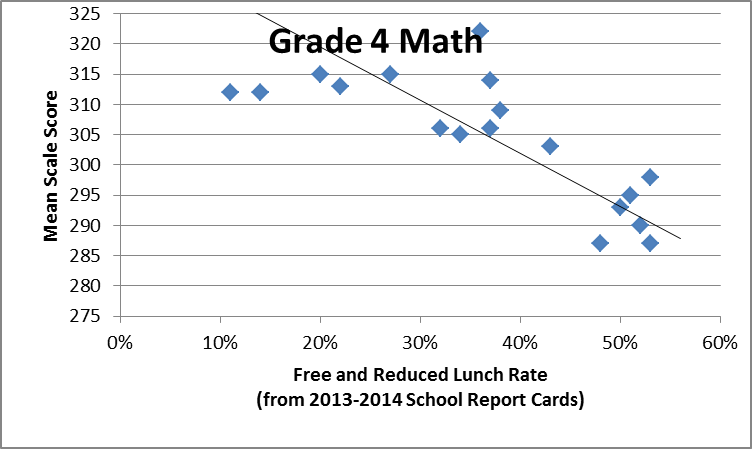 Grade 4 Math
325
320
315
310
305
300
295
290
285
280
275
Mean Scale Score
0% 10% 20% 30% 40% 50% 60%
Free and Reduced Lunch Rate
(from 2013-2014 School Report Cards)